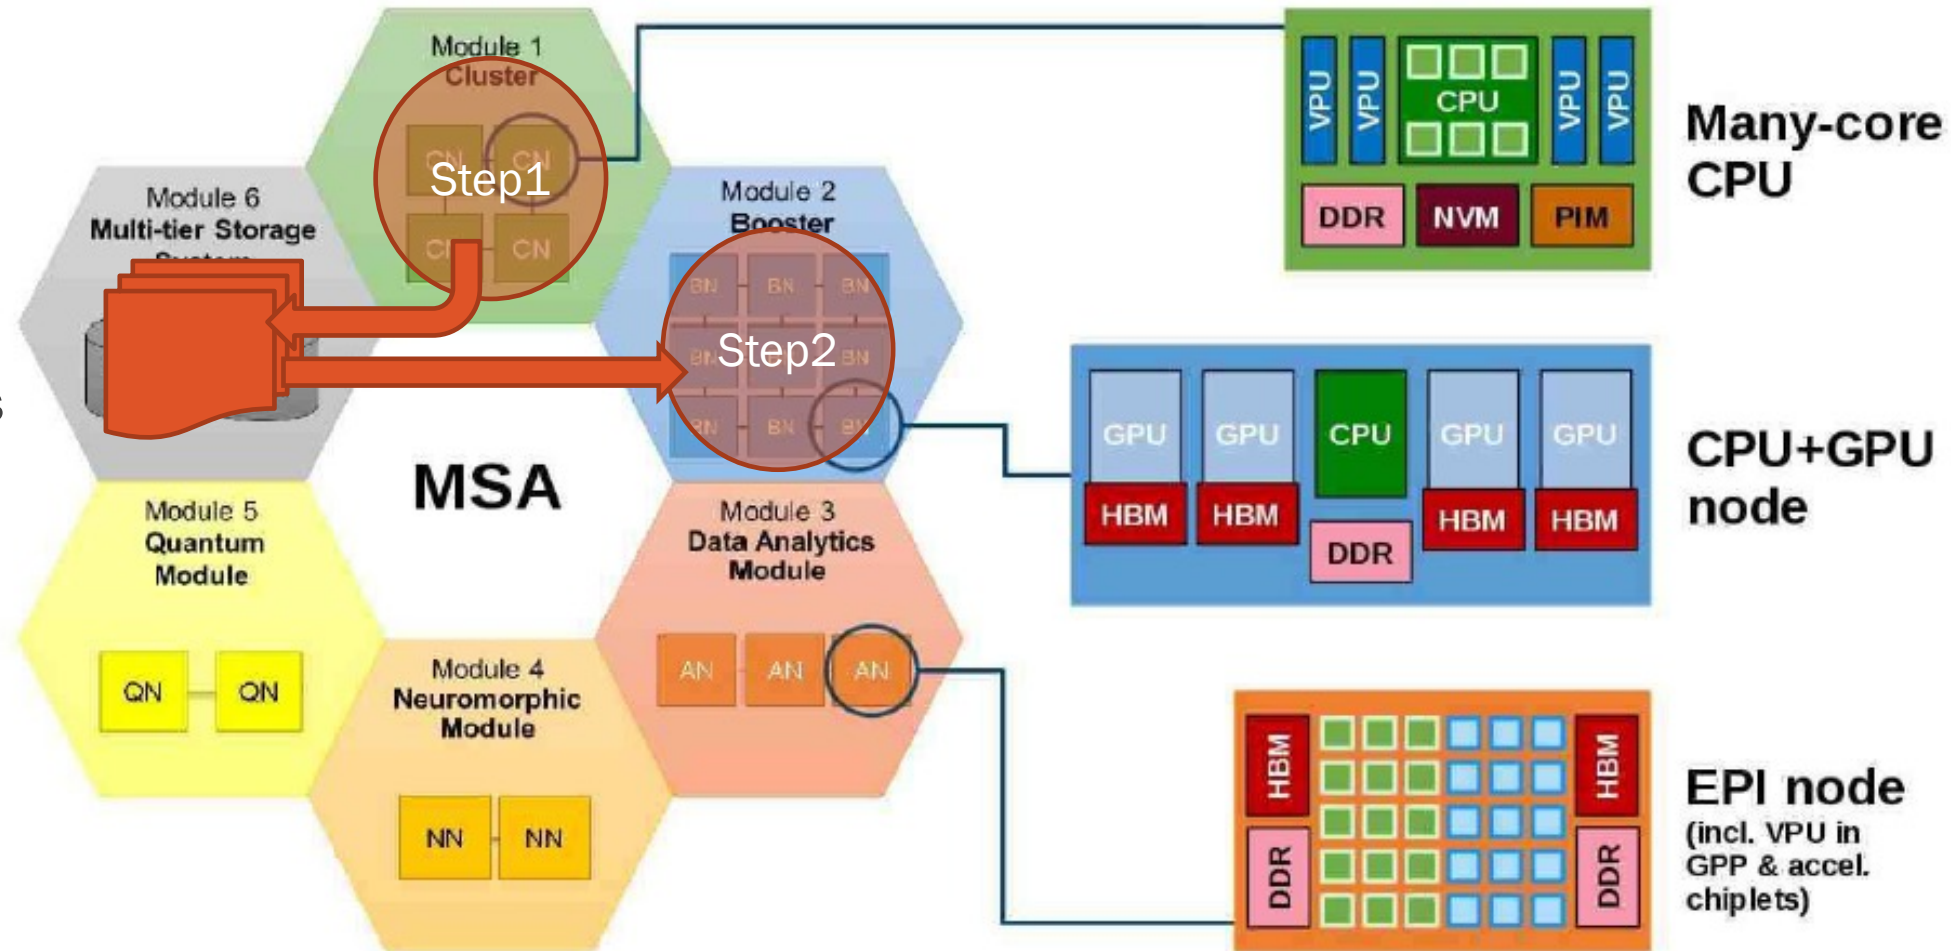 Module 1
Cluster
CN
CN
Step1
CN
CN
Module 6
Multi-tier Storage
System
Module 2
Booster
BN
BN
BN
BN
Step2
BN
BN
BN
BN
MSA
Module 5
Quantum
Module
QN
QN
Module 4
Neuromorphic
Module
NN
NN
Module 3
Data Analytics
Module
AN
AN
AN
VPU
VPU
CPU
VPU
VPU
DDR
NVM
PIM
Many-core
CPU
GPU
GPU
CPU
GPU
GPU
HBM
HBM
DDR
HBM
HBM
CPU+GPU
node
HBM
DDR
HBM
DDR
EPI node
(incl. VPU in
GPP & accel.
chiplets)
s